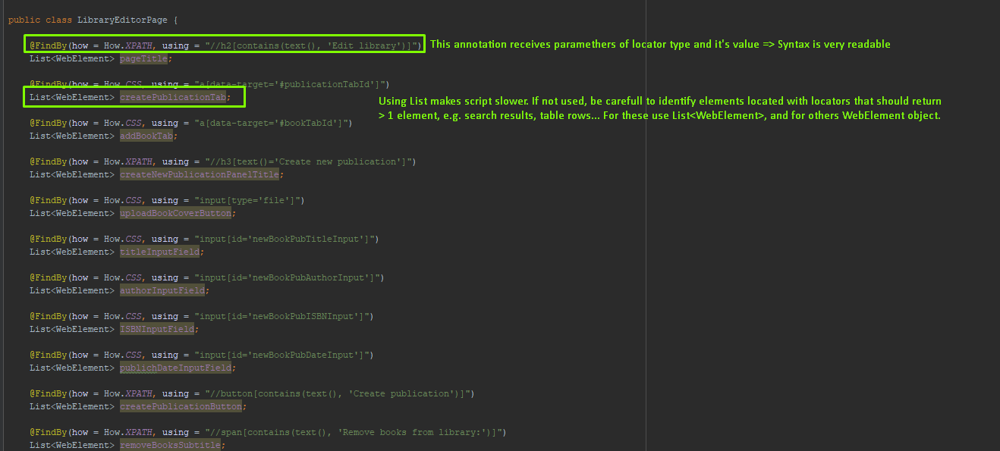 public class LibraryEditorPage {
@FindBy(how = How.XPATH, using = "//h2[contains(text(), 'Edit library')]") This annotation receives paramethers of locator type and it's value => Syntax is very readable
List<WebElement> pageTitle;
@FindBy(how = How.CSS, using = "a[data-target='#publicationTabId']")
List<WebElement> createPublicationTab;
Using List makes script slower. If not used, be carefull to identify elements located with locators that should return
> 1 element, e.g. search results, table rows... For these use List<WebElement>, and for others WebElement object.
@FindBy(how = How.CSS, using = "a[data-target='#bookTabId']")
List<WebElement> addBookTab;
@FindBy(how = How.XPATH, using = "//h3[text()='Create new publication']")
List<WebElement> createNewPublicationPanelTitle;
@FindBy(how = How.CSS, using = "input[type='file']")
List<WebElement> uploadBookCoverButton;
@FindBy(how = How.CSS, using = "input[id='newBookPubTitleInput']")
List<WebElement> titleInputField;
@FindBy(how = How.CSS, using = "input[id='newBookPubAuthorInput']")
List<WebElement> authorInputField;
@FindBy(how = How.CSS, using = "input[id='newBookPubISBNInput']")
List<WebElement> ISBNInputField;
@FindBy(how = How.CSS, using = "input[id='newBookPubDateInput']")
List<WebElement> publichDateInputField;
@FindBy(how = How.XPATH, using = "//button[contains(text(), 'Create publication')]")
List<WebElement> createPublicationButton;
@FindBy(how = How.XPATH, using = "//span[contains(text(), 'Remove books from library:')]")
List<WebElement> removeBooksSubtitle;